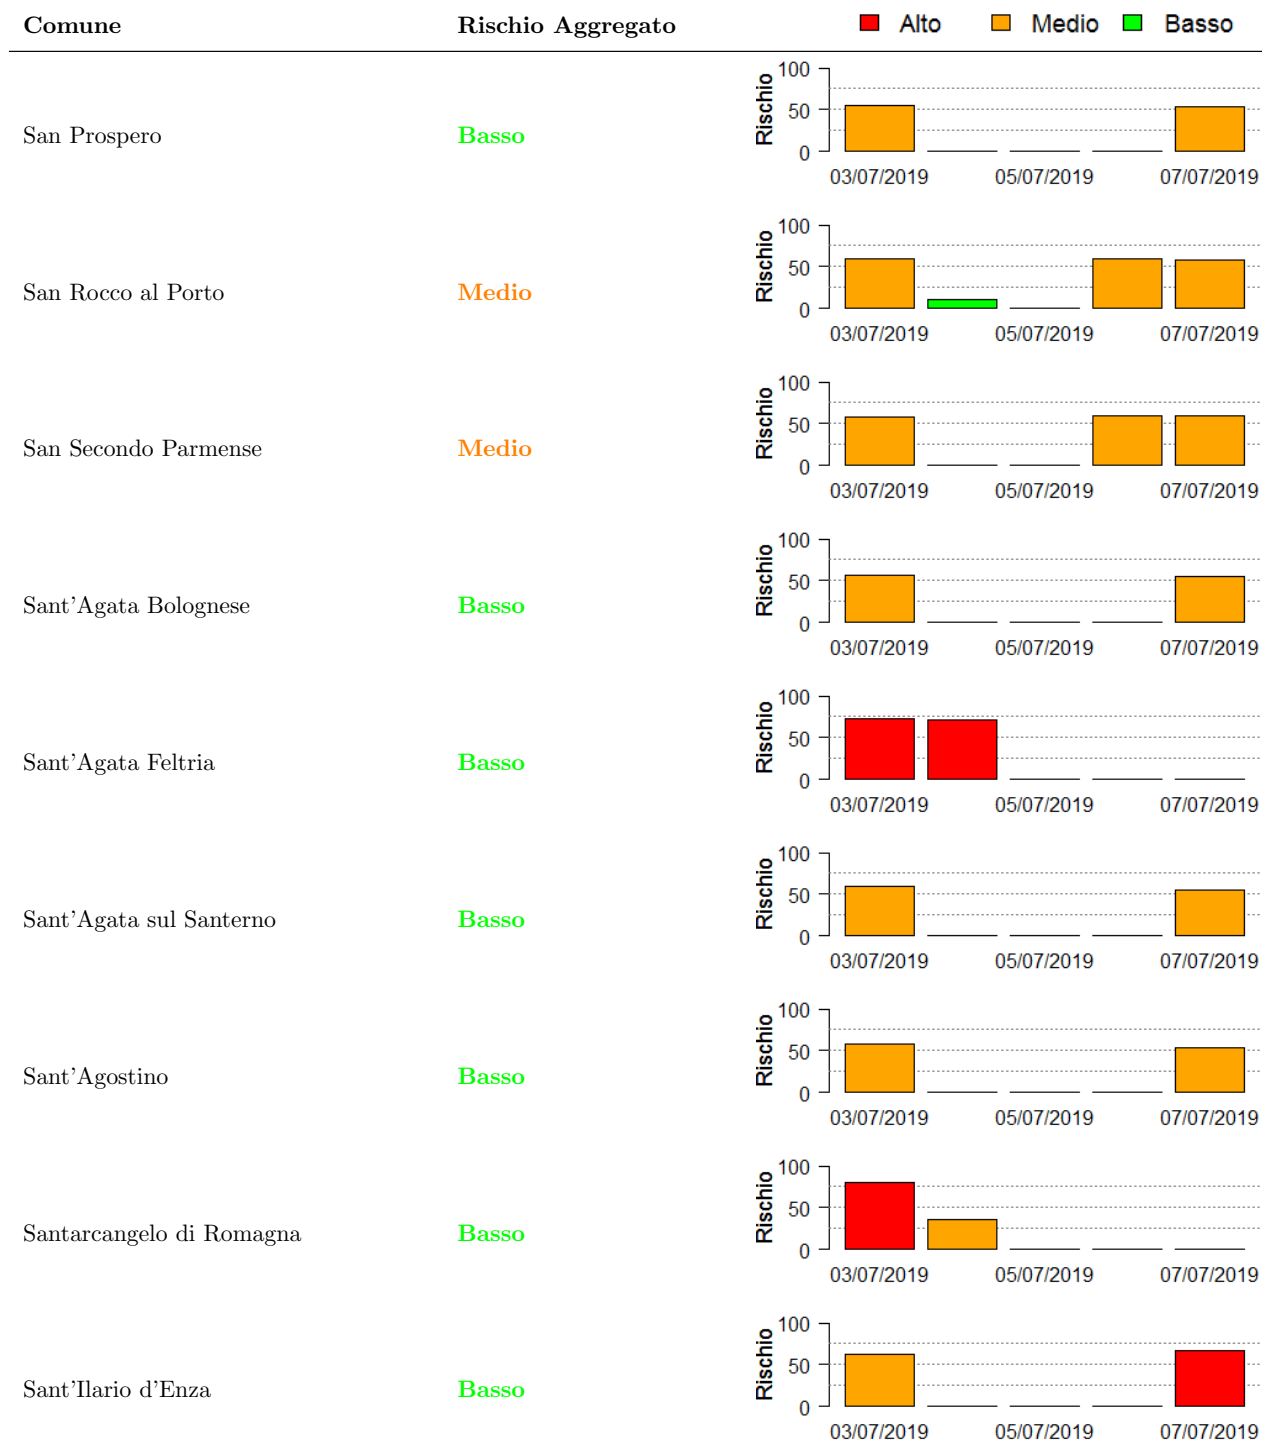 Comune Rischio Aggregato Alto Medio Basso
San Prospero Basso Rischio 100 50 0
03/07/2019 05/07/2019 07/07/2019
San Rocco al Porto Medio Rischio 100 50 0
03/07/2019 05/07/2019 07/07/2019
San Secondo Parmense Medio Rischio 100 50 0
03/07/2019 05/07/2019 07/07/2019
Sant'Agata Bolognese Basso Rischio 100 50 0
03/07/2019 05/07/2019 07/07/2019
Sant'Agata Feltria Basso Rischio 100 50 0
03/07/2019 05/07/2019 07/07/2019
Sant'Agata sul Santerno Basso Rischio 100 50 0
03/07/2019 05/07/2019 07/07/2019
Sant'Agostino Basso Rischio 100 50 0
03/07/2019 05/07/2019 07/07/2019
Santarcangelo di Romagna Basso Rischio 100 50 0
03/07/2019 05/07/2019 07/07/2019
Sant'Ilario d'Enza Basso Rischio 100 50 0
03/07/2019 05/07/2019 07/07/2019